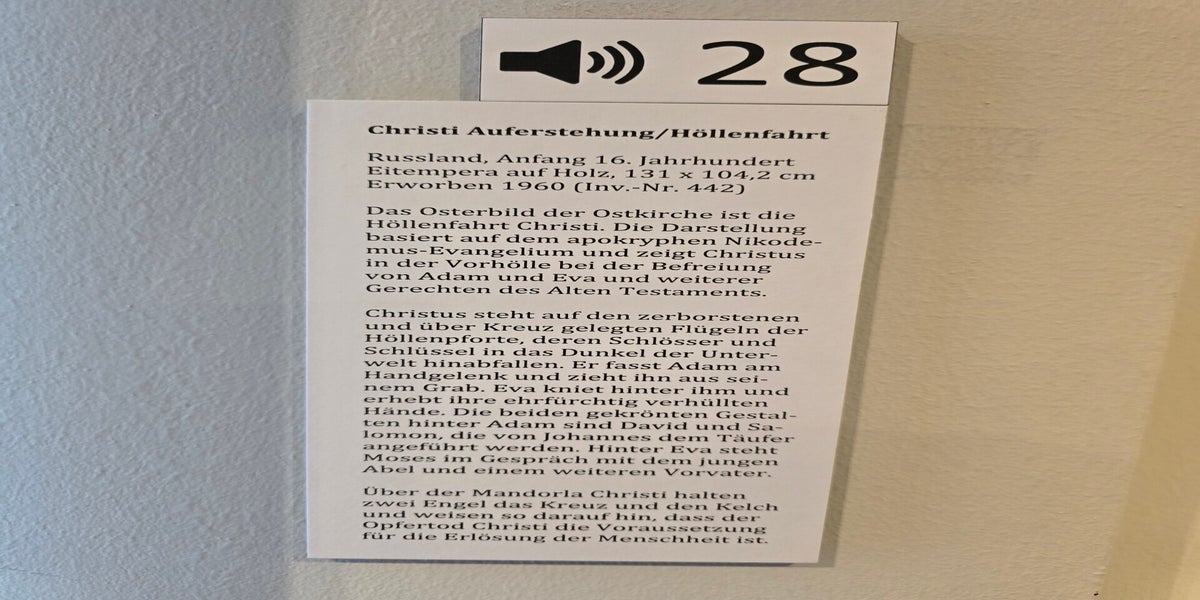 28
Christi Auferstehung/Höllenfahrt
Russland, Anfang 16. Jahrhundert
Eitempera auf Holz, 131 x 104,2 cm
Erworben 1960 (Inv.-Nr. 442)
Das Osterbild der Ostkirche ist die
Höllenfahrt Christi. Die Darstellung
basiert auf dem apokryphen Nikode-
mus-Evangelium und zeigt Christus
in der Vorhölle bei der Befreiung
von Adam und Eva und weiterer
Gerechten des Alten Testaments.
Christus steht auf den zerborstenen
und über Kreuz gelegten Flügeln der
Höllenpforte, deren Schlösser und
Schlüssel in das Dunkel der Unter-
welt hinabfallen. Er fasst Adam am
Handgelenk und zieht ihn aus sei-
nem Grab. Eva kniet hinter ihm und
erhebt ihre ehrfürchtig verhüllten
Hände. Die beiden gekrönten Gestal-
ten hinter Adam sind David und Sa-
lomon, die von Johannes dem Täufer
angeführt werden. Hinter Eva steht
Moses im Gespräch mit dem jungen
Abel und einem weiteren Vorvater.
Über der Mandorla Christi halten
zwei Engel das Kreuz und den Kelch
und weisen so darauf hin, dass der
Opfertod Christi die Voraussetzung
für die Erlösung der Menschheit ist.